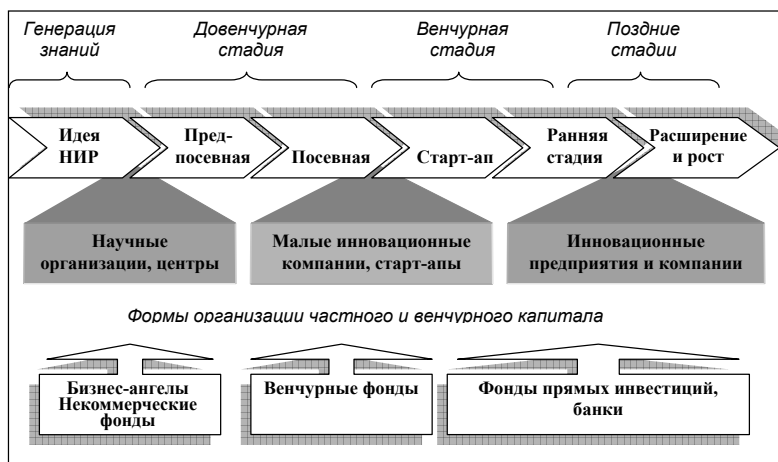 Генерация
знаний
Довенчурная
стадия
Венчурная
стадия
Поздние
стадии
Идея
НИР
Пред-
посевная
Посевная
Старт-ап
Ранняя
стадия
Расширение
и рост
Научные
организации, центры
Малые инновационные
компании, старт-апы
Инновационные
предприятия и компании
Формы организации частного и венчурного капитала
Бизнес-ангелы
Некоммерческие
фонды
Венчурные фонды
Фонды прямых инвестиций,
банки